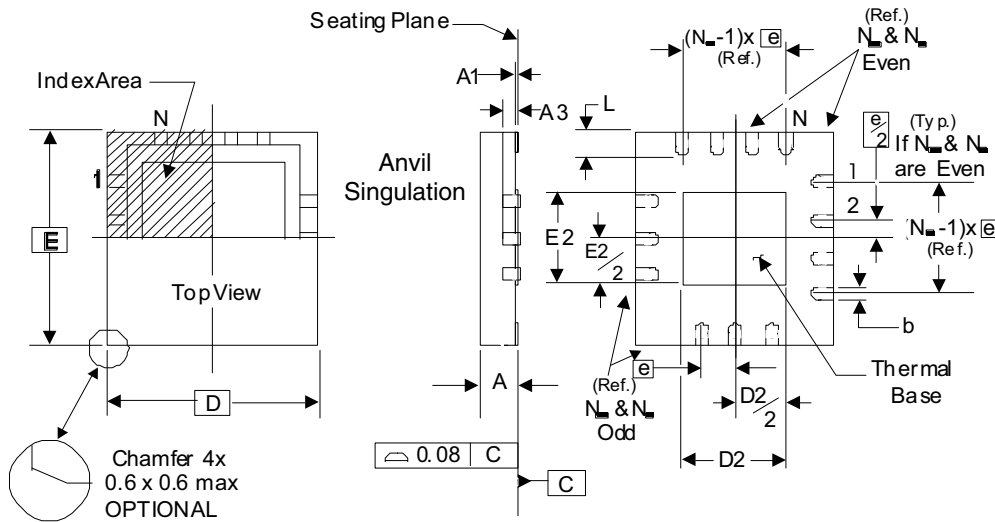 Seating Plane
Index Area
N
1
E
Top View
D
Chamfer 4x
0.6 x 0.6 max
OPTIONAL
A1
A3
L
Anvil
Singulation
E2
E2
2
A
0.08 C
C
(Ref.)
Odd
e
(N -1)x e
(Ref.)
(Ref.)
N & N
Even
N
e
2
(Typ.)
If N & N
are Even
1
2
(N -1)x e
(Ref.)
b
Thermal
Base
D2
2
D2
N & N